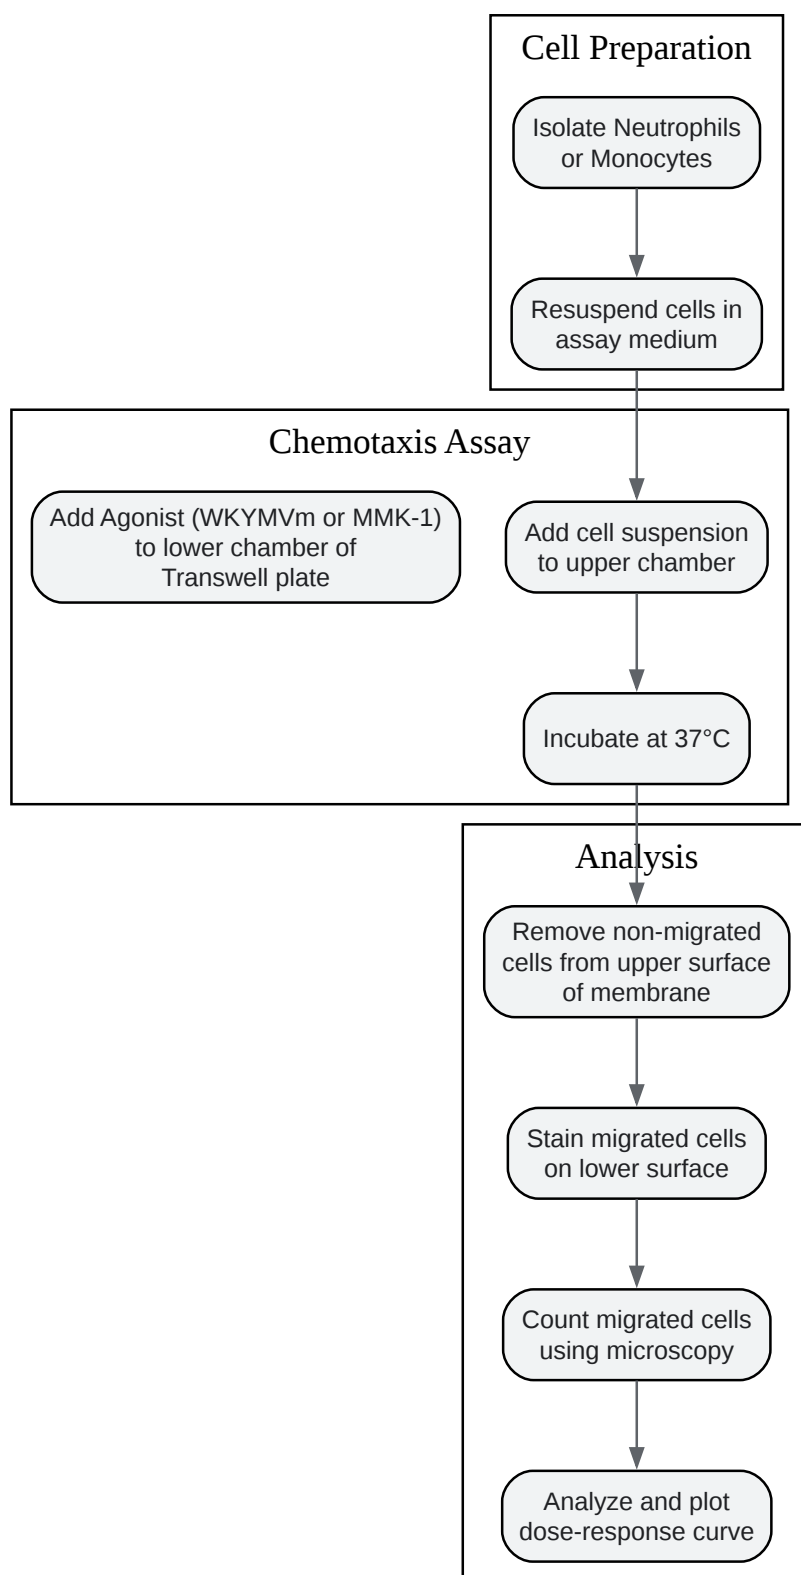 Cell Preparation
Isolate Neutrophils
or Monocytes
Resuspend cells in
assay medium
Chemotaxis Assay
Add Agonist (WKYMVm or MMK-1)
to lower chamber of
Transwell plate
Add cell suspension
to upper chamber
Incubate at 37°C
Analysis
Remove non-migrated
cells from upper surface
of membrane
Stain migrated cells
on lower surface
Count migrated cells
using microscopy
Analyze and plot
dose-response curve